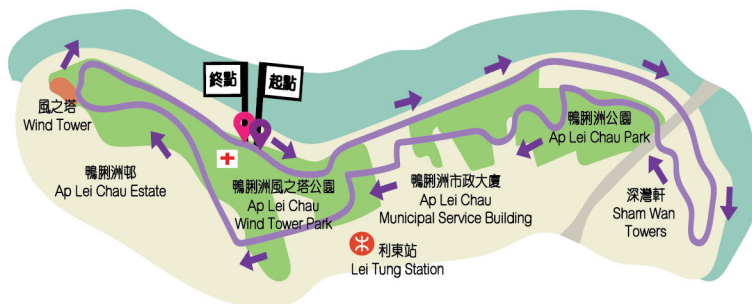 終點
起點
風之塔
Wind Tower
鴨脷洲邨
Ap Lei Chau Estate
鴨脷洲風之塔公園
Ap Lei Chau
Wind Tower Park
鴨脷洲市政大廈
Ap Lei Chau
Municipal Service Building
鴨脷洲公園
Ap Lei Chau Park
深灣軒
Sham Wan
Towers
利東站
Lei Tung Station